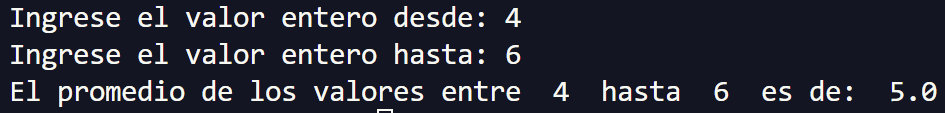 Ingrese el valor entero desde: 4
Ingrese el valor entero hasta: 6
El promedio de los valores entre  4  hasta  6  es de:  5.0